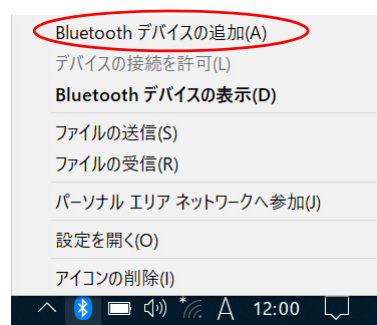 Bluetooth デバイスの追加(A)
デバイスの接続を許可(L)
Bluetooth デバイスの表示(D)
ファイルの送信(S)
ファイルの受信(R)
パーソナル エリア ネットワークへ参加(J)
設定を開く(O)
アイコンの削除(I)
A 12:00